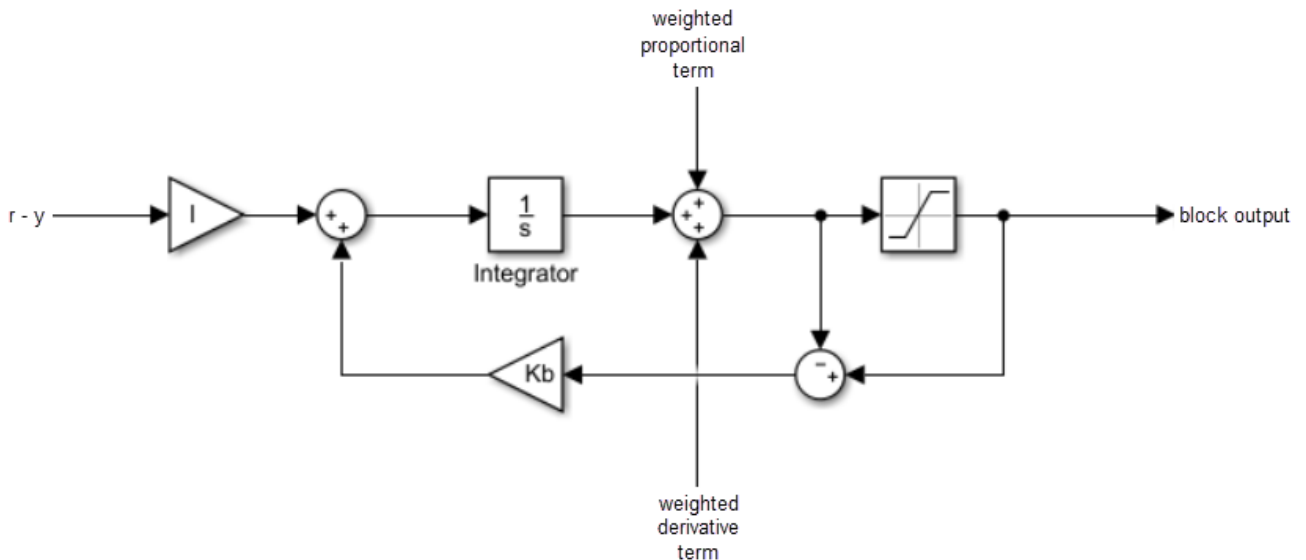 weighted
proportional
term
r - y
I
+
+
1
s
Integrator
+
+
+
block output
Kb
-
+
weighted
derivative
term